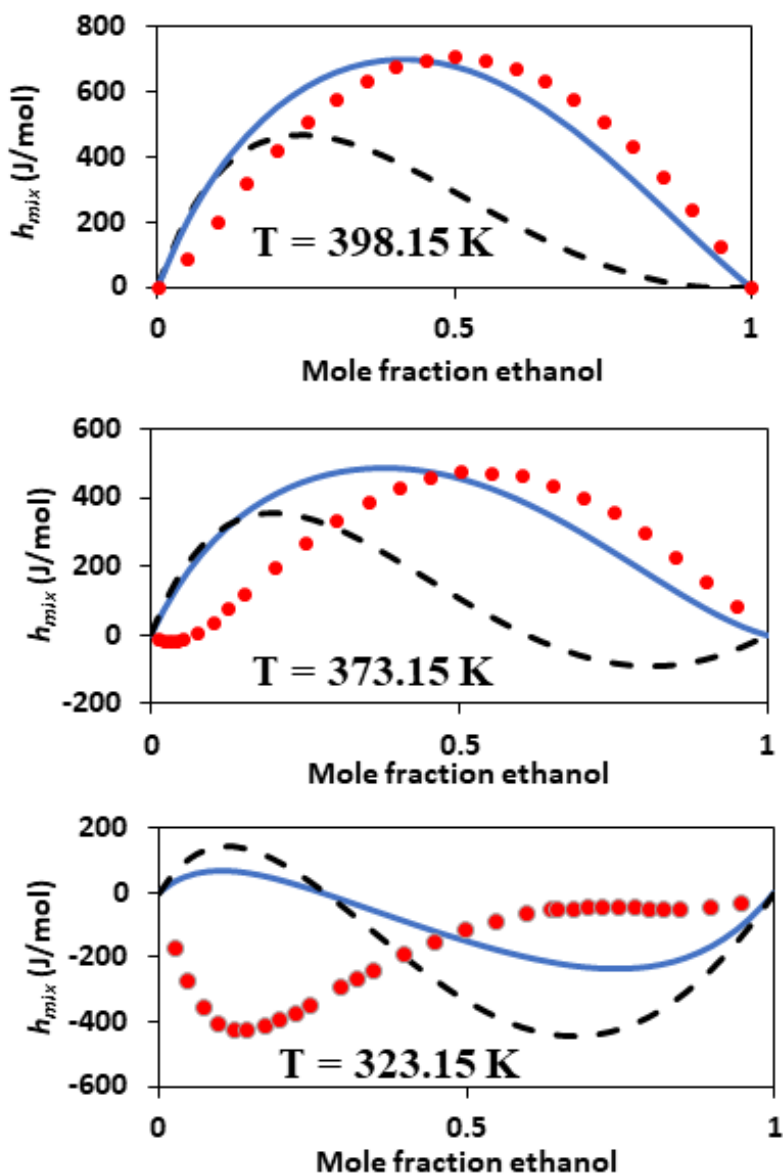 800
600
400
200
0
h_mix (J/mol)
T = 398.15 K
0 0.5 1
Mole fraction ethanol
600
400
200
0
-200
h_mix (J/mol)
T = 373.15 K
0 0.5 1
Mole fraction ethanol
200
0
-200
-400
-600
h_mix (J/mol)
T = 323.15 K
0 0.5 1
Mole fraction ethanol